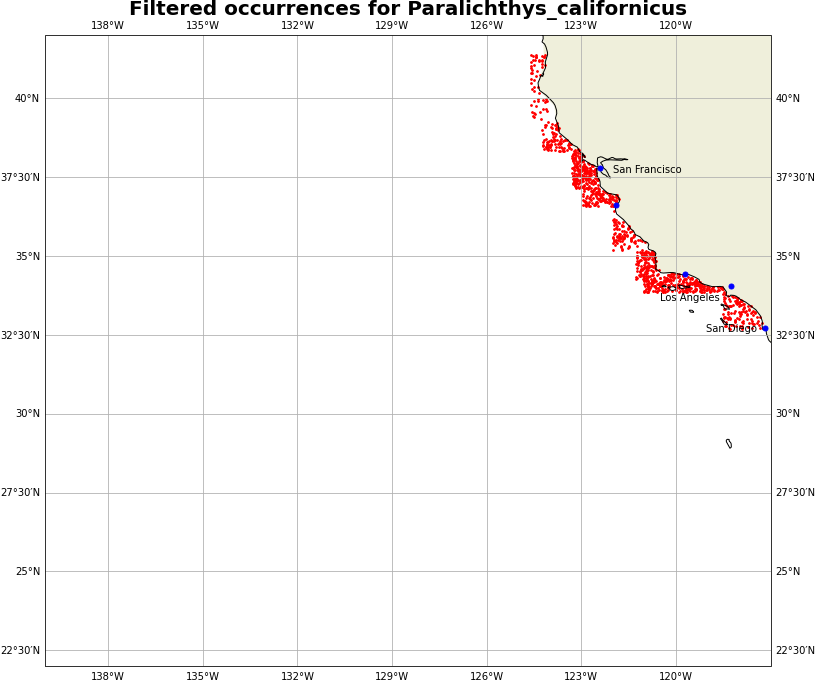 Filtered occurrences for Paralichthys_californicus
138°W 135°W 132°W 129°W 126°W 123°W 120°W
40°N 40°N
San Francisco
37°30′N 37°30′N
35°N 35°N
Los Angeles
San Diego
32°30′N 32°30′N
30°N 30°N
27°30′N 27°30′N
25°N 25°N
22°30′N 22°30′N
138°W 135°W 132°W 129°W 126°W 123°W 120°W